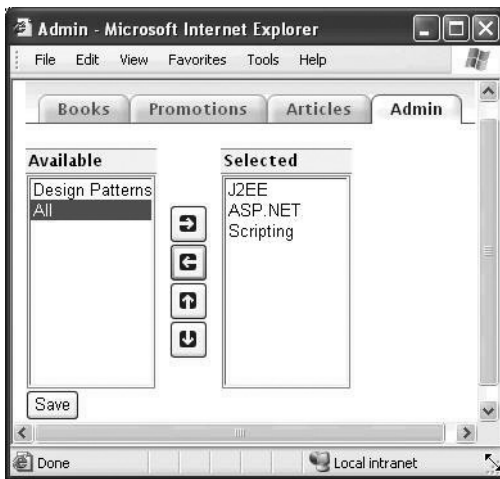 Admin - Microsoft Internet Explorer
File Edit View Favorites Tools Help
Books Promotions Articles Admin
Available Selected
Design Patterns J2EE
All ASP.NET
Scripting
Save
Done Local intranet